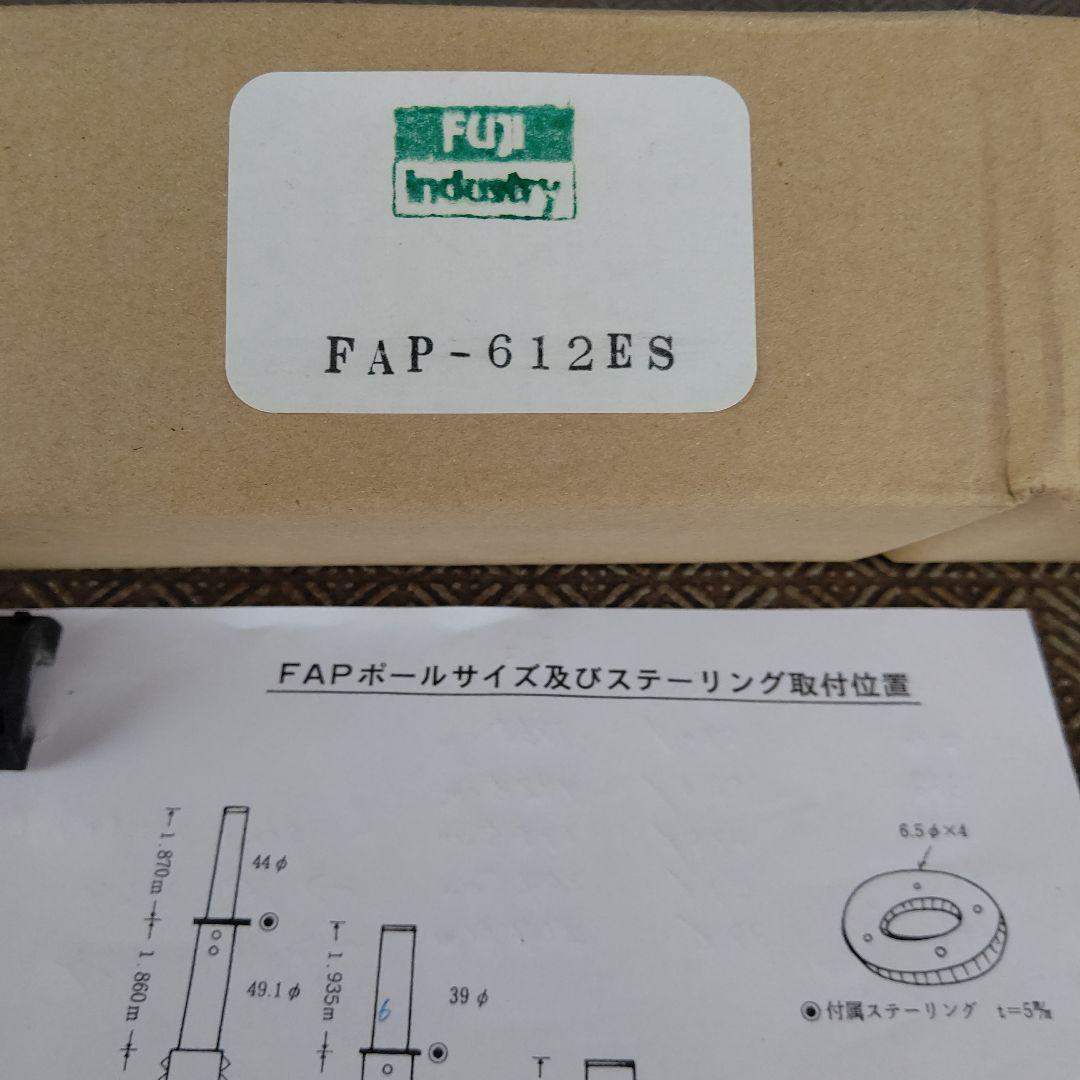 FUJI
Industry
FAP-612ES
FAPポールサイズ及びステーリング取付位置
6.5φ×4
1.870m
44φ
1.860m
49.1φ
1.935m
39φ
6
◉付属ステーリング t=5㎜